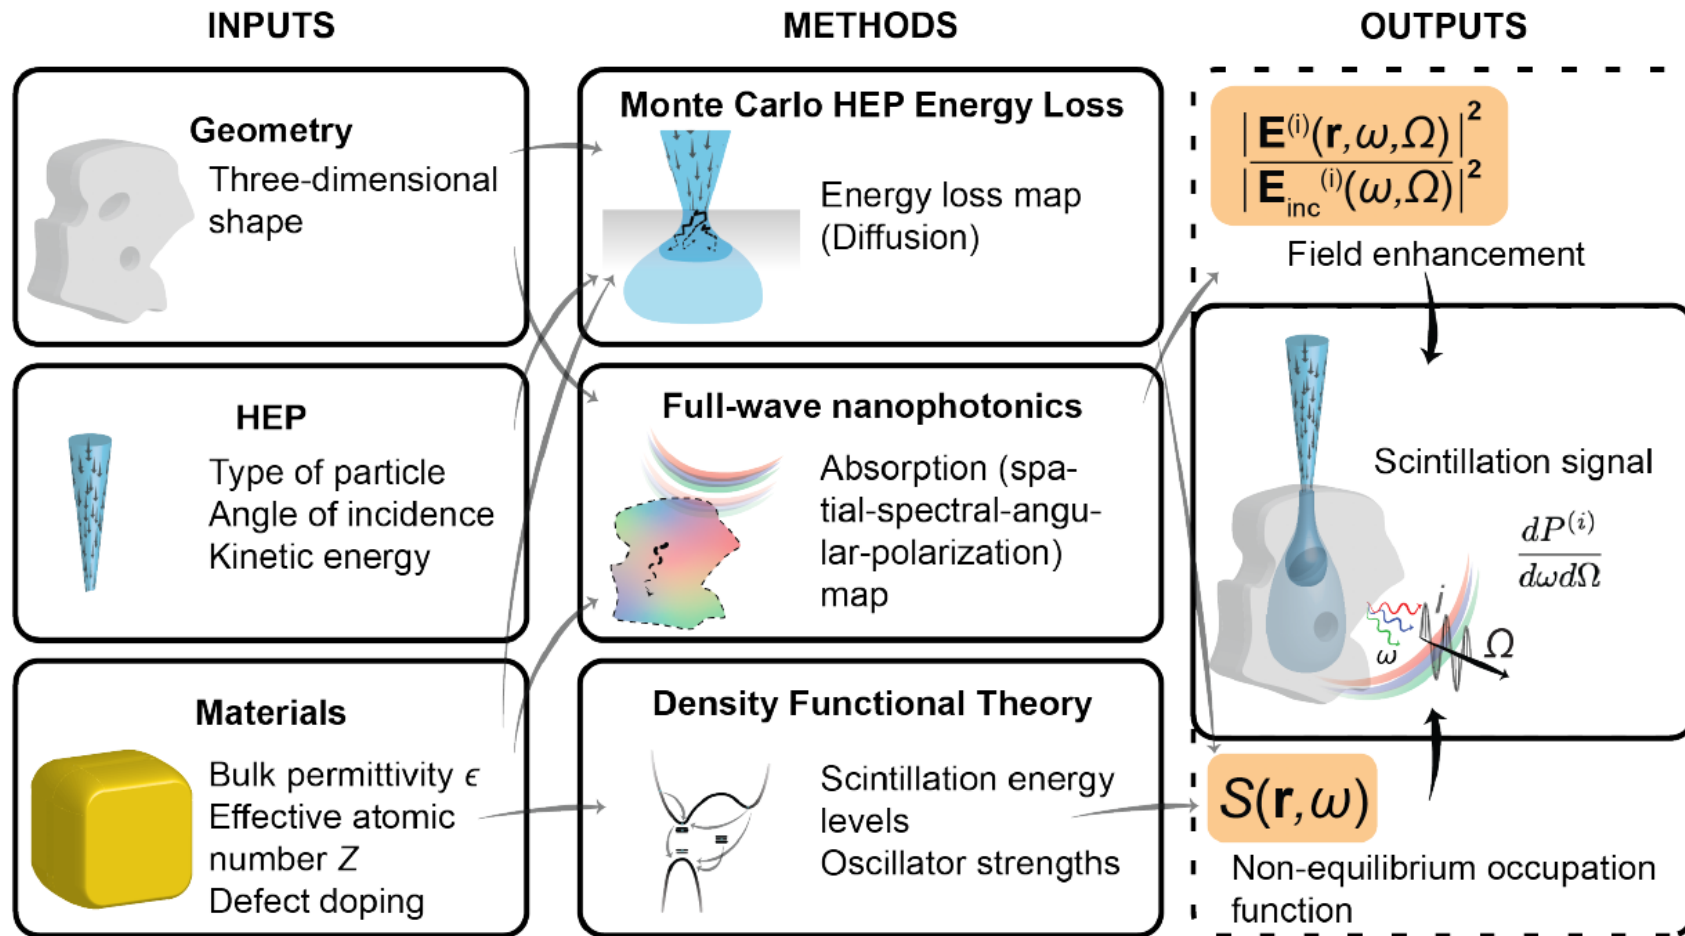 INPUTS
METHODS
OUTPUTS
Geometry
Three-dimensional
shape
HEP
Type of particle
Angle of incidence
Kinetic energy
Materials
Bulk permittivity ϵ
Effective atomic
number Z
Defect doping
Monte Carlo HEP Energy Loss
Energy loss map
(Diffusion)
Full-wave nanophotonics
Absorption (spa-
tial-spectral-angu-
lar-polarization)
map
Density Functional Theory
Scintillation energy
levels
Oscillator strengths
|E⁽ⁱ⁾(r,ω,Ω)|²
|E_inc⁽ⁱ⁾(ω,Ω)|²
Field enhancement
Scintillation signal
dP⁽ⁱ⁾
dωdΩ
i
Ω
ω
S(r,ω)
Non-equilibrium occupation
function